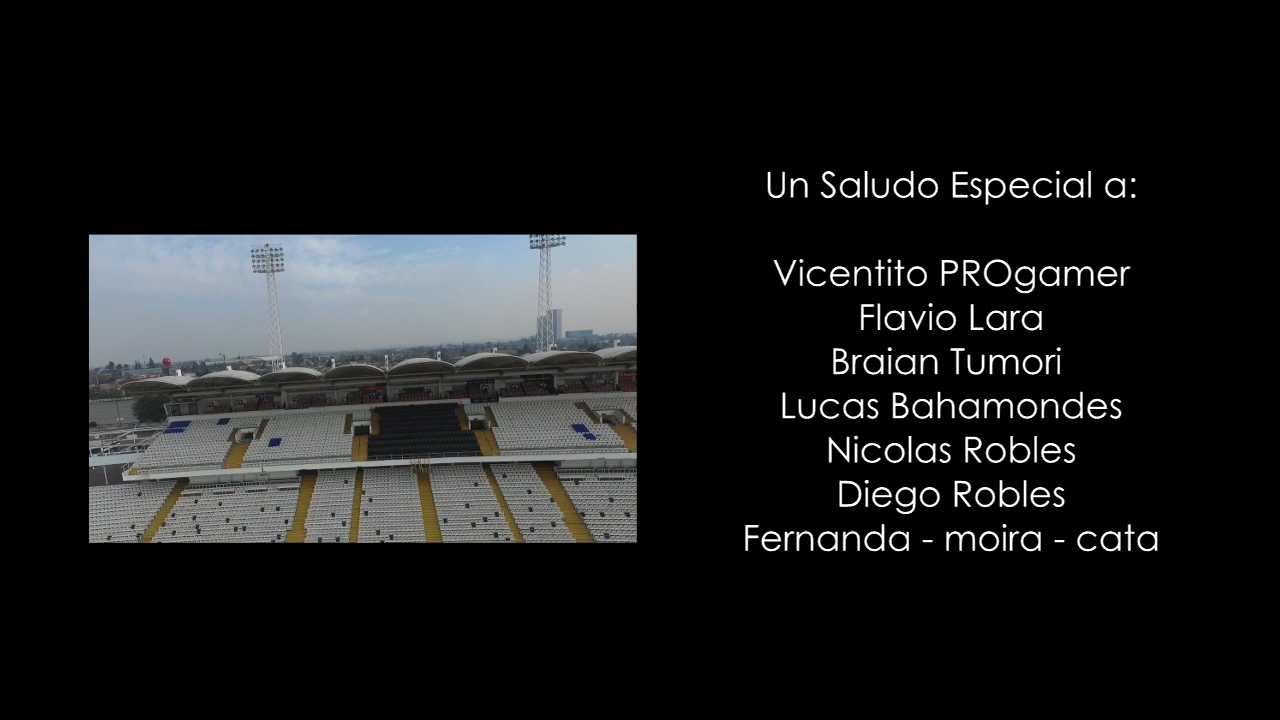 Un Saludo Especial a:
Vicentito PROgamer
Flavio Lara
Braian Tumori
Lucas Bahamondes
Nicolas Robles
Diego Robles
Fernanda - moira - cata